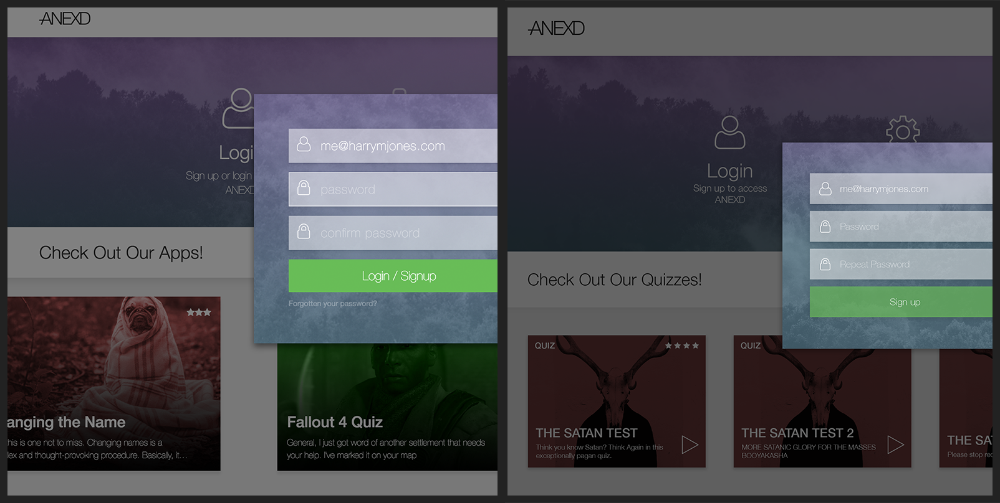 ANEXD
Logi
Sign up or login
ANEXD
me@harrymjones.com
password
confirm password
Login / Signup
Forgotten your password?
Check Out Our Apps!
anging the Name
his is one not to miss. Changing names is a
lex and thought-provoking procedure. Basically, it...
Fallout 4 Quiz
General, I just got word of another settlement that needs
your help. I've marked it on your map
ANEXD
Login
Sign up to access
ANEXD
me@harrymjones.com
Password
Repeat Password
Sign up
Check Out Our Quizzes!
QUIZ
THE SATAN TEST
Think you know Satan? Think Again in this
exceptionally pagan quiz.
QUIZ
THE SATAN TEST 2
MORE SATANIC GLORY FOR THE MASSES
BOOYAKASHA
THE SA
Please stop rec